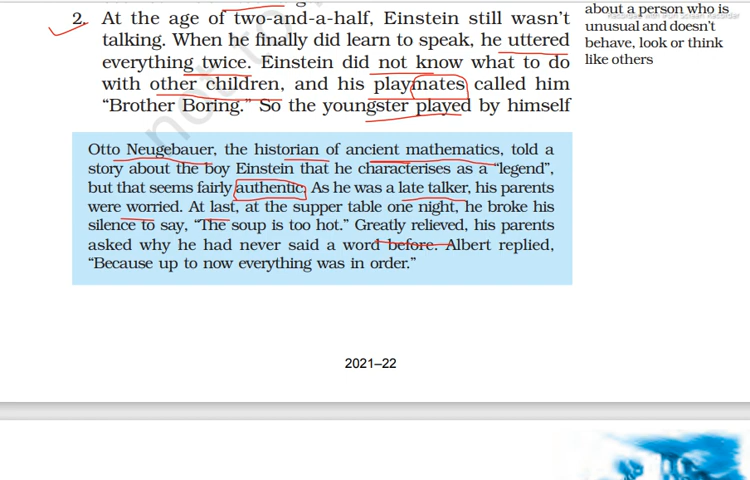 about a person who is
unusual and doesn't
behave, look or think
like others
2. At the age of two-and-a-half, Einstein still wasn't
talking. When he finally did learn to speak, he uttered
everything twice. Einstein did not know what to do
with other children, and his playmates called him
“Brother Boring.” So the youngster played by himself
Otto Neugebauer, the historian of ancient mathematics, told a
story about the boy Einstein that he characterises as a “legend”,
but that seems fairly authentic. As he was a late talker, his parents
were worried. At last, at the supper table one night, he broke his
silence to say, “The soup is too hot.” Greatly relieved, his parents
asked why he had never said a word before. Albert replied,
“Because up to now everything was in order.”
2021–22